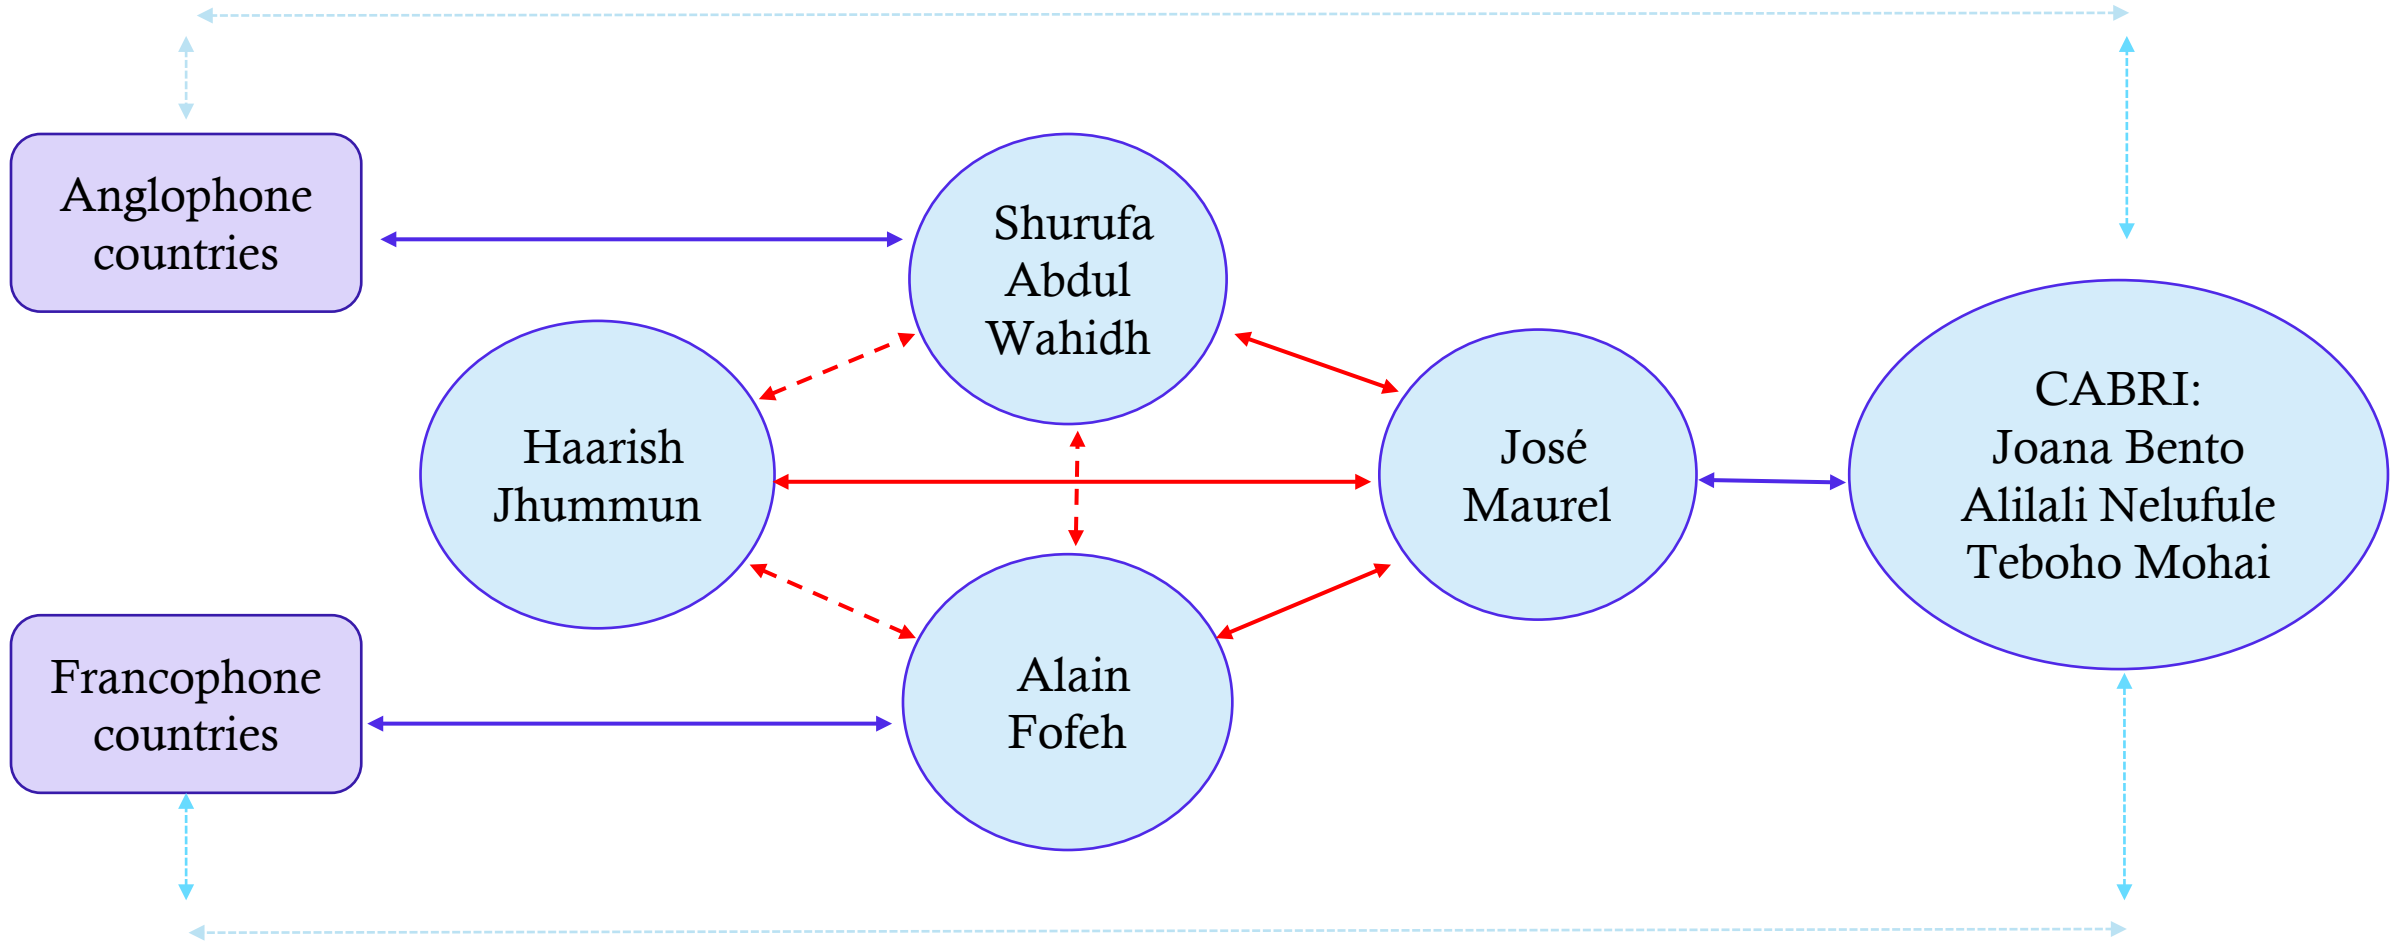 Anglophone
countries
Shurufa
Abdul
Wahidh
Haarish
Jhummun
José
Maurel
CABRI:
Joana Bento
Alilali Nelufule
Teboho Mohai
Francophone
countries
Alain
Fofeh